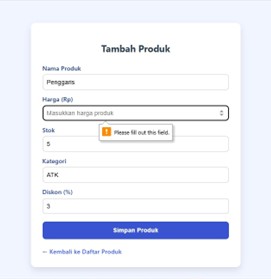 Tambah Produk
Nama Produk
Penggaris
Harga (Rp)
Masukkan harga produk
Please fill out this field.
Stok
5
Kategori
ATK
Diskon (%)
3
Simpan Produk
← Kembali ke Daftar Produk